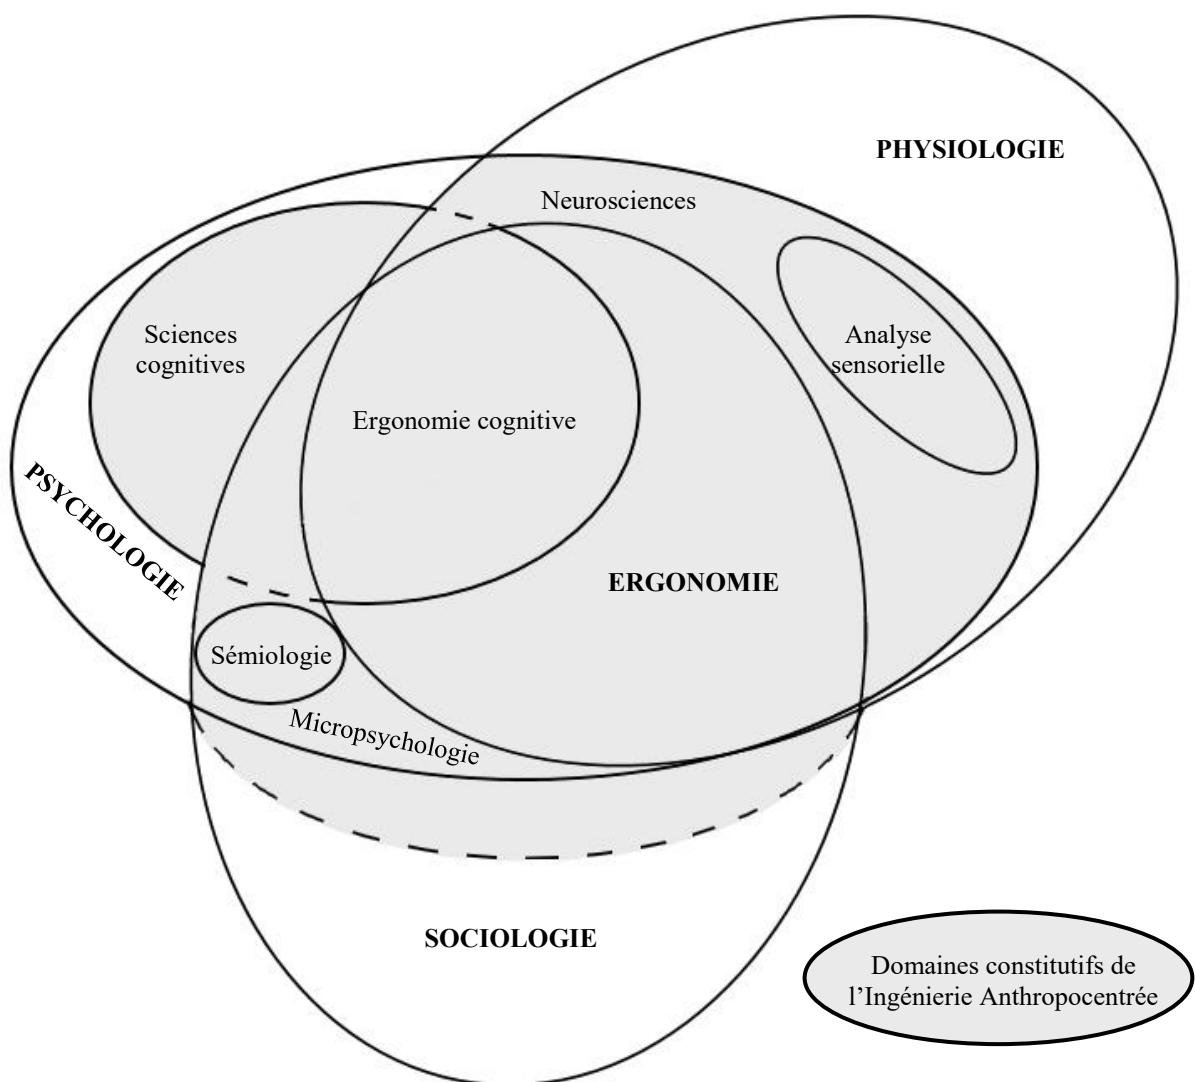 PHYSIOLOGIE
Neurosciences
Sciences
cognitives
Analyse
sensorielle
Ergonomie cognitive
PSYCHOLOGIE
ERGONOMIE
Sémiologie
Micropsychologie
SOCIOLOGIE
Domaines constitutifs de
l’Ingénierie Anthropocentrée